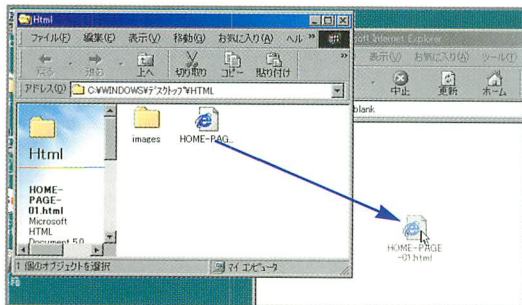 Html
ファイル(F) 編集(E) 表示(V) 移動(G) お気に入り(A) ヘル »
戻る 進む 上へ 切り取り コピー 貼り付け »
アドレス(D) C:¥WINDOWS¥デスクトップ¥HTML
Html
HOME-
PAGE-
01.html
Microsoft
HTML
Document 5.0
images
HOME-PAG...
1 個のオブジェクトを選択 マイ コンピュータ
soft Internet Explorer
表示(V) お気に入り(A) ツール(T)
中止 更新 ホーム
blank
HOME-PAGE
-01.html